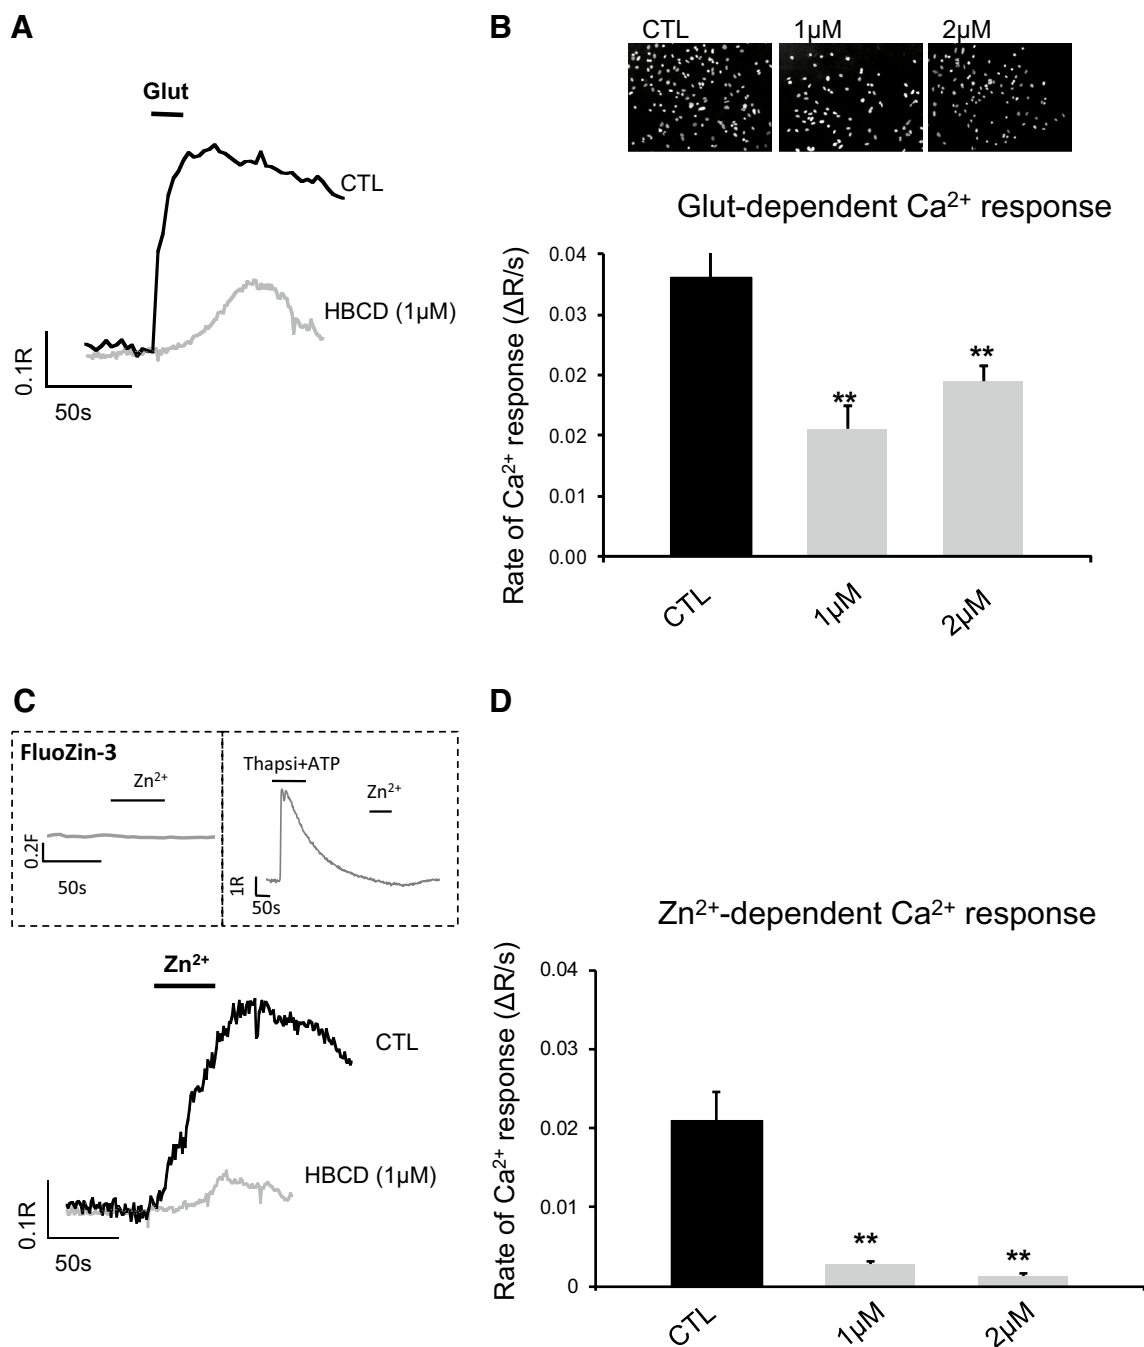 A
Glut
CTL
HBCD (1µM)
0.1R
50s
B
CTL
1µM
2µM
Glut-dependent Ca²⁺ response
Rate of Ca²⁺ response (ΔR/s)
0.04
0.03
0.02
0.02
0.01
0.00
**
**
CTL
1µM
2µM
C
FluoZin-3
Zn²⁺
0.2F
50s
Thapsi+ATP
Zn²⁺
1R
50s
Zn²⁺
CTL
HBCD (1µM)
0.1R
50s
D
Zn²⁺-dependent Ca²⁺ response
Rate of Ca²⁺ response (ΔR/s)
0.04
0.03
0.02
0.01
0
**
**
CTL
1µM
2µM